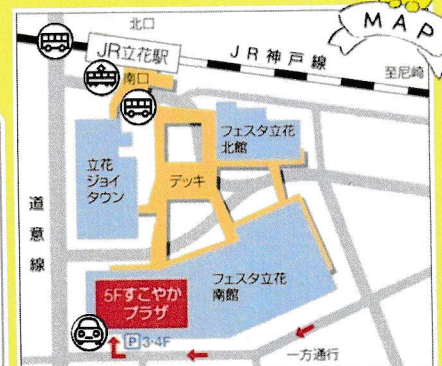 MAP
北口
JR立花駅
JR神戸線
至尼崎
南口
フェスタ立花
北館
立花
ジョイ
タウン
デッキ
道意線
フェスタ立花
南館
5Fすこやか
プラザ
P3・4F
一方通行